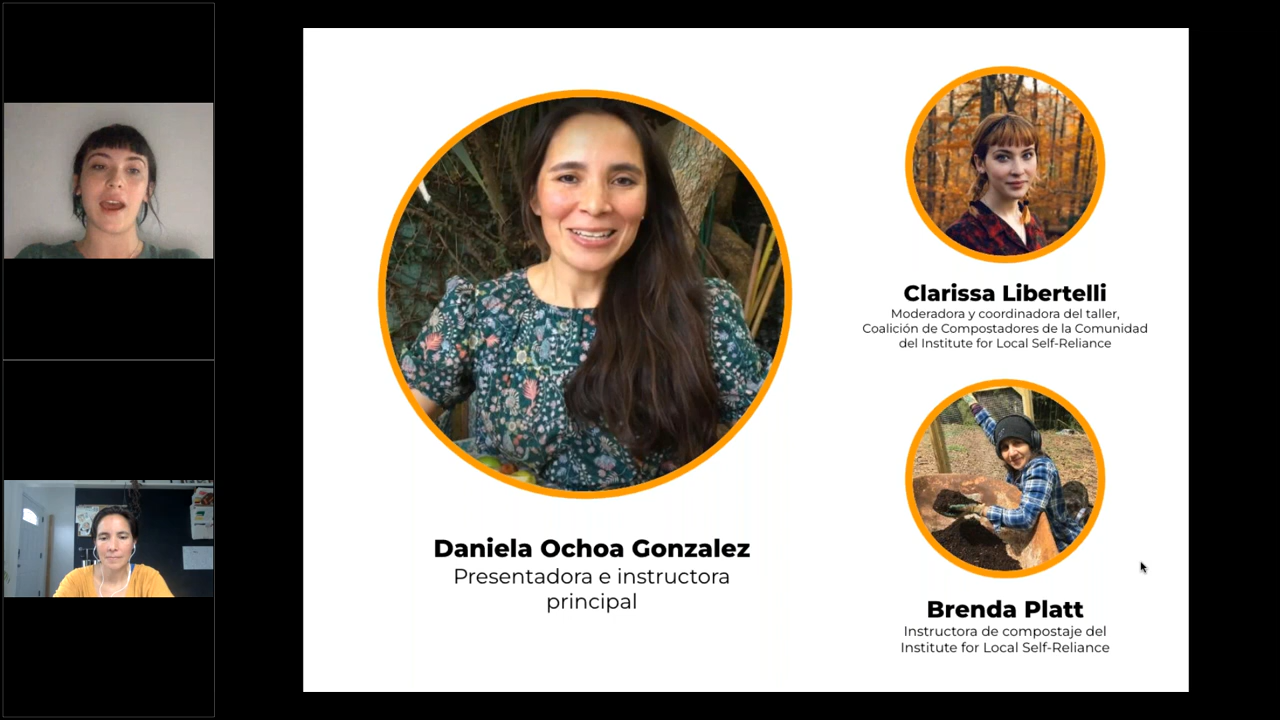 Daniela Ochoa Gonzalez
Presentadora e instructora
principal
Clarissa Libertelli
Moderadora y coordinadora del taller,
Coalición de Compostadores de la Comunidad
del Institute for Local Self-Reliance
Brenda Platt
Instructora de compostaje del
Institute for Local Self-Reliance